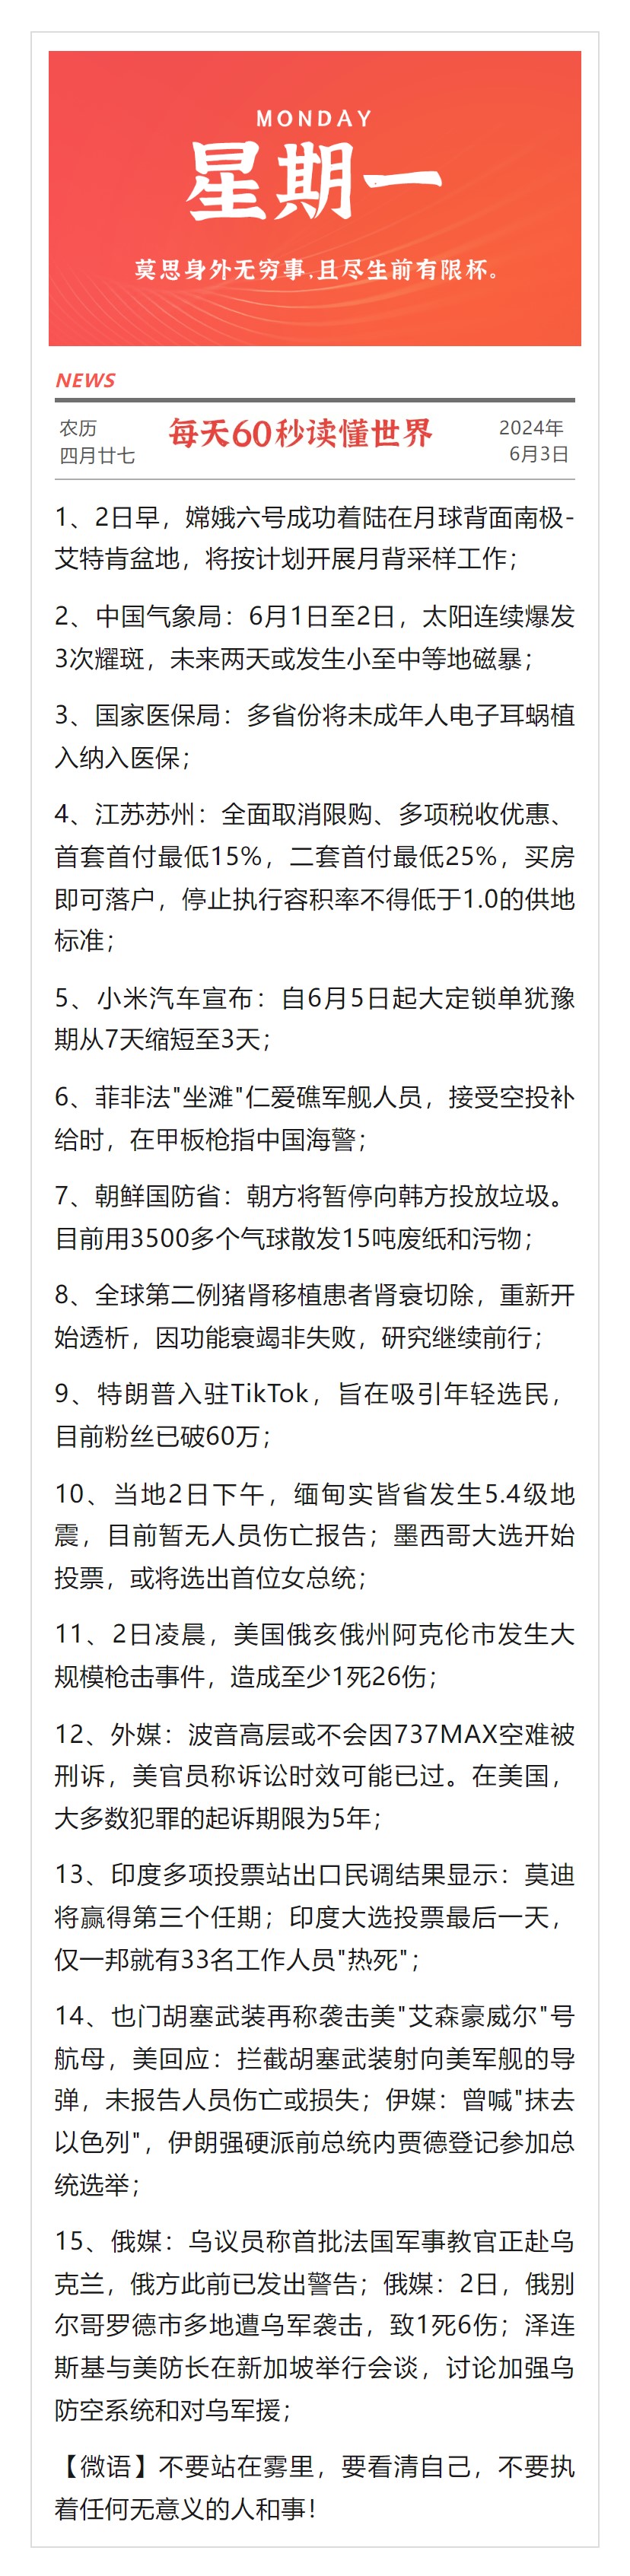 MONDAY
星期一
莫思身外无穷事,且尽生前有限杯。
NEWS
农历
四月廿七
每天60秒读懂世界
2024年
6月3日
1、2日早，嫦娥六号成功着陆在月球背面南极-
艾特肯盆地，将按计划开展月背采样工作；
2、中国气象局：6月1日至2日，太阳连续爆发
3次耀斑，未来两天或发生小至中等地磁暴；
3、国家医保局：多省份将未成年人电子耳蜗植
入纳入医保；
4、江苏苏州：全面取消限购、多项税收优惠、
首套首付最低15%，二套首付最低25%，买房
即可落户，停止执行容积率不得低于1.0的供地
标准；
5、小米汽车宣布：自6月5日起大定锁单犹豫
期从7天缩短至3天；
6、菲非法"坐滩"仁爱礁军舰人员，接受空投补
给时，在甲板枪指中国海警；
7、朝鲜国防省：朝方将暂停向韩方投放垃圾。
目前用3500多个气球散发15吨废纸和污物；
8、全球第二例猪肾移植患者肾衰切除，重新开
始透析，因功能衰竭非失败，研究继续前行；
9、特朗普入驻TikTok，旨在吸引年轻选民，
目前粉丝已破60万；
10、当地2日下午，缅甸实皆省发生5.4级地
震，目前暂无人员伤亡报告；墨西哥大选开始
投票，或将选出首位女总统；
11、2日凌晨，美国俄亥俄州阿克伦市发生大
规模枪击事件，造成至少1死26伤；
12、外媒：波音高层或不会因737MAX空难被
刑诉，美官员称诉讼时效可能已过。在美国，
大多数犯罪的起诉期限为5年；
13、印度多项投票站出口民调结果显示：莫迪
将赢得第三个任期；印度大选投票最后一天，
仅一邦就有33名工作人员"热死"；
14、也门胡塞武装再称袭击美"艾森豪威尔"号
航母，美回应：拦截胡塞武装射向美军舰的导
弹，未报告人员伤亡或损失；伊媒：曾喊"抹去
以色列"，伊朗强硬派前总统内贾德登记参加总
统选举；
15、俄媒：乌议员称首批法国军事教官正赴乌
克兰，俄方此前已发出警告；俄媒：2日，俄别
尔哥罗德市多地遭乌军袭击，致1死6伤；泽连
斯基与美防长在新加坡举行会谈，讨论加强乌
防空系统和对乌军援；
【微语】不要站在雾里，要看清自己，不要执
着任何无意义的人和事！